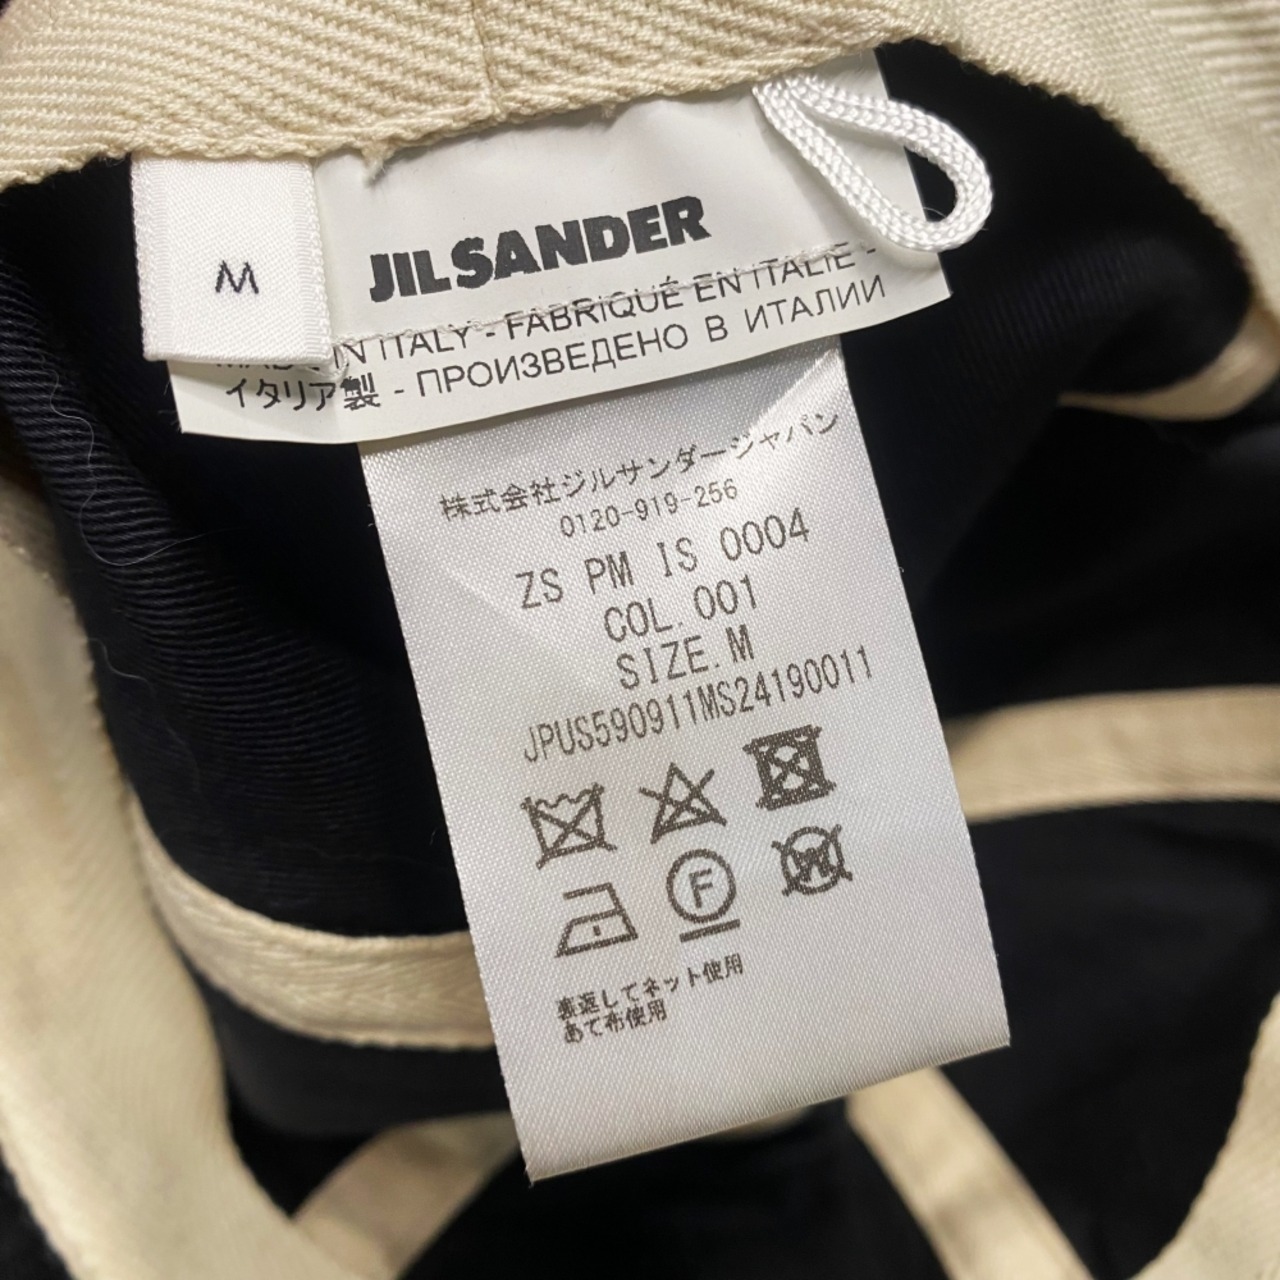 M
JIL SANDER
MADE IN ITALY - FABRIQUÉ EN ITALIE -
イタリア製 - ПРОИЗВЕДЕНО В ИТАЛИИ
株式会社ジルサンダージャパン
0120-919-256
ZS PM IS 0004
COL.001
SIZE.M
JPUS590911MS24190011
F
W
裏返してネット使用
あて布使用